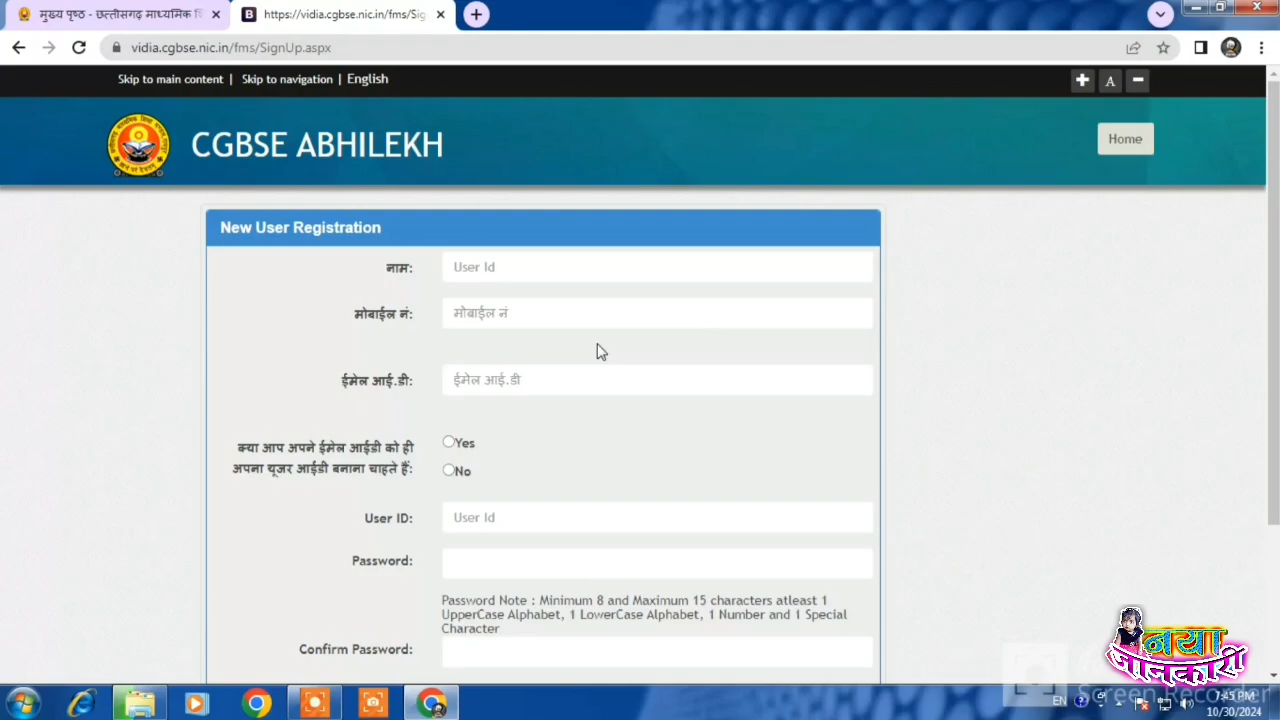 मुख्य पृष्ठ - छत्तीसगढ़ माध्यमिक
https://vidia.cgbse.nic.in/fms/Sig
vidia.cgbse.nic.in/fms/SignUp.aspx
Skip to main content | Skip to navigation | English
A
CGBSE ABHILEKH
Home
New User Registration
नाम:
User Id
मोबाईल नं:
मोबाईल नं
ईमेल आई.डी:
ईमेल आई.डी
क्या आप अपने ईमेल आईडी को ही
अपना यूजर आईडी बनाना चाहते हैं:
Yes
No
User ID:
User Id
Password:
Password Note : Minimum 8 and Maximum 15 characters atleast 1
UpperCase Alphabet, 1 LowerCase Alphabet, 1 Number and 1 Special
Character
Confirm Password:
नया
जानकारी
Screen Recorder
EN
7:45 PM
10/30/2024